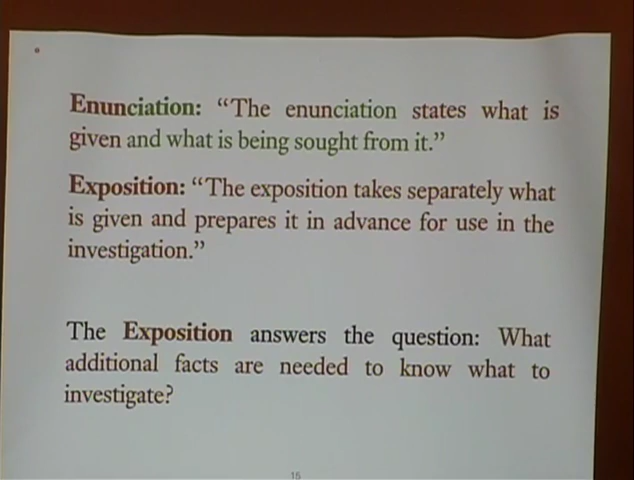 Enunciation: “The enunciation states what is
given and what is being sought from it.”
Exposition: “The exposition takes separately what
is given and prepares it in advance for use in the
investigation.”
The Exposition answers the question: What
additional facts are needed to know what to
investigate?
15